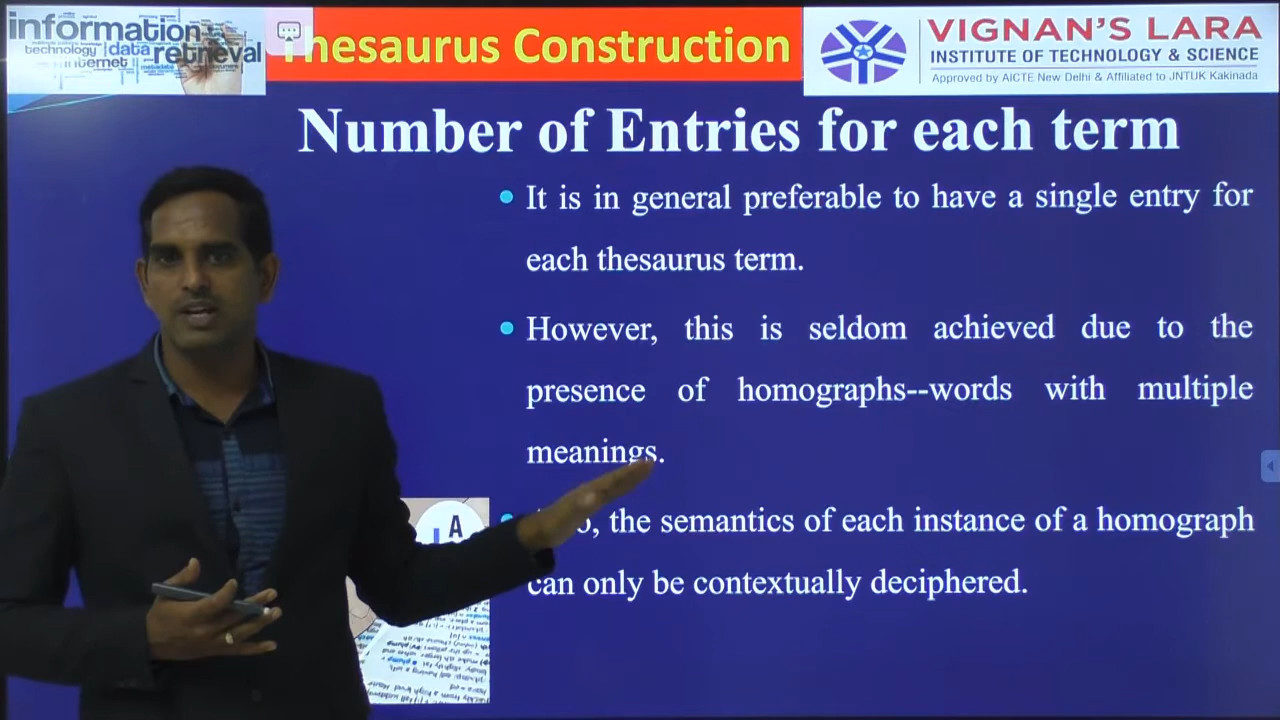 information
technology data retrieval
internet
Thesaurus Construction
VIGNAN'S LARA
INSTITUTE OF TECHNOLOGY & SCIENCE
Approved by AICTE New Delhi & Affiliated to JNTUK Kakinada
Number of Entries for each term
It is in general preferable to have a single entry for
each thesaurus term.
However, this is seldom achieved due to the
presence of homographs--words with multiple
meanings.
the semantics of each instance of a homograph
can only be contextually deciphered.
A